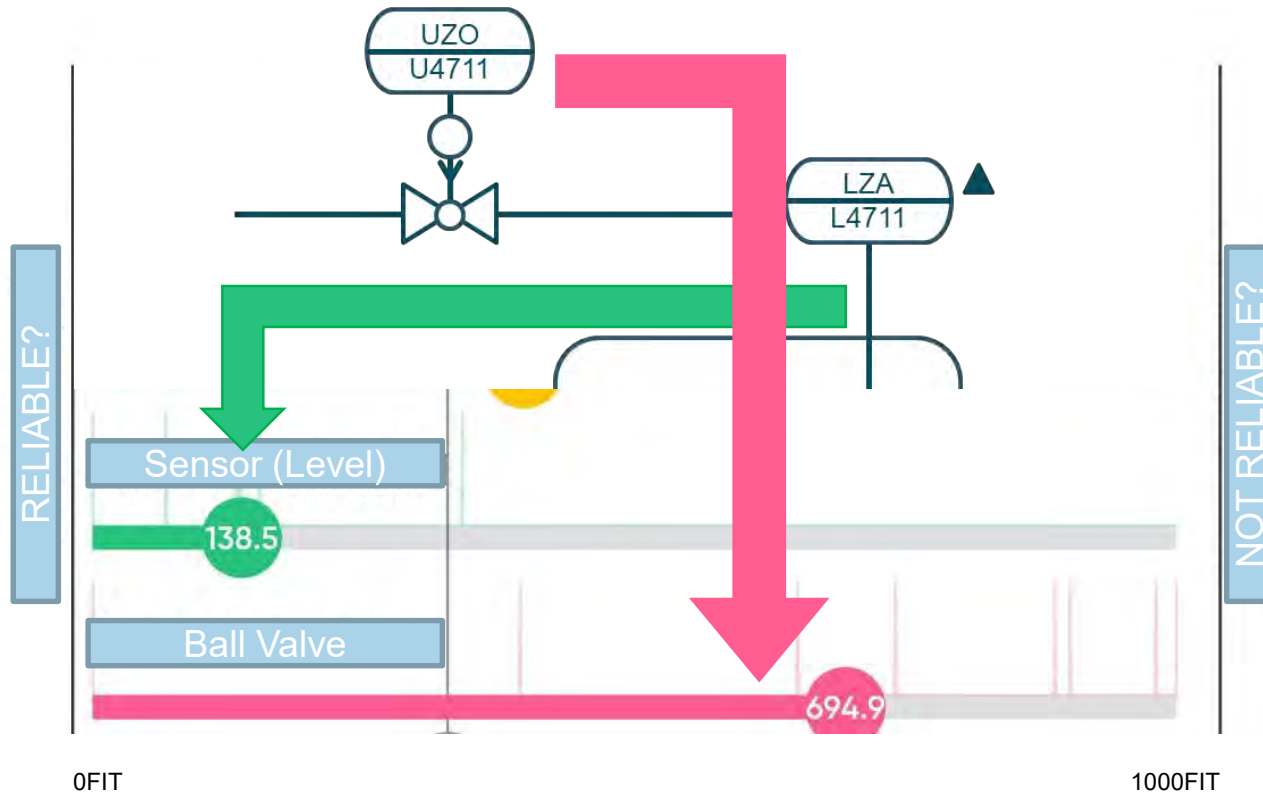 UZO
U4711
LZA
L4711
RELIABLE?
NOT RELIABLE?
Sensor (Level)
138.5
Ball Valve
694.9
0FIT
1000FIT